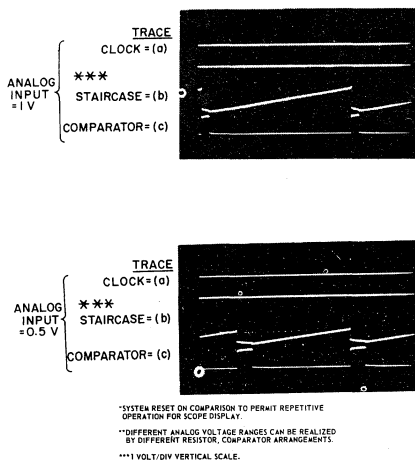 TRACE
CLOCK=(a)
***
STAIRCASE=(b)
COMPARATOR=(c)
ANALOG
INPUT
=1V
TRACE
CLOCK=(a)
***
STAIRCASE=(b)
COMPARATOR=(c)
ANALOG
INPUT
=0.5 V
*SYSTEM RESET ON COMPARISON TO PERMIT REPETITIVE
OPERATION FOR SCOPE DISPLAY.
**DIFFERENT ANALOG VOLTAGE RANGES CAN BE REALIZED
BY DIFFERENT RESISTOR, COMPARATOR ARRANGEMENTS.
***1 VOLT/DIV VERTICAL SCALE.